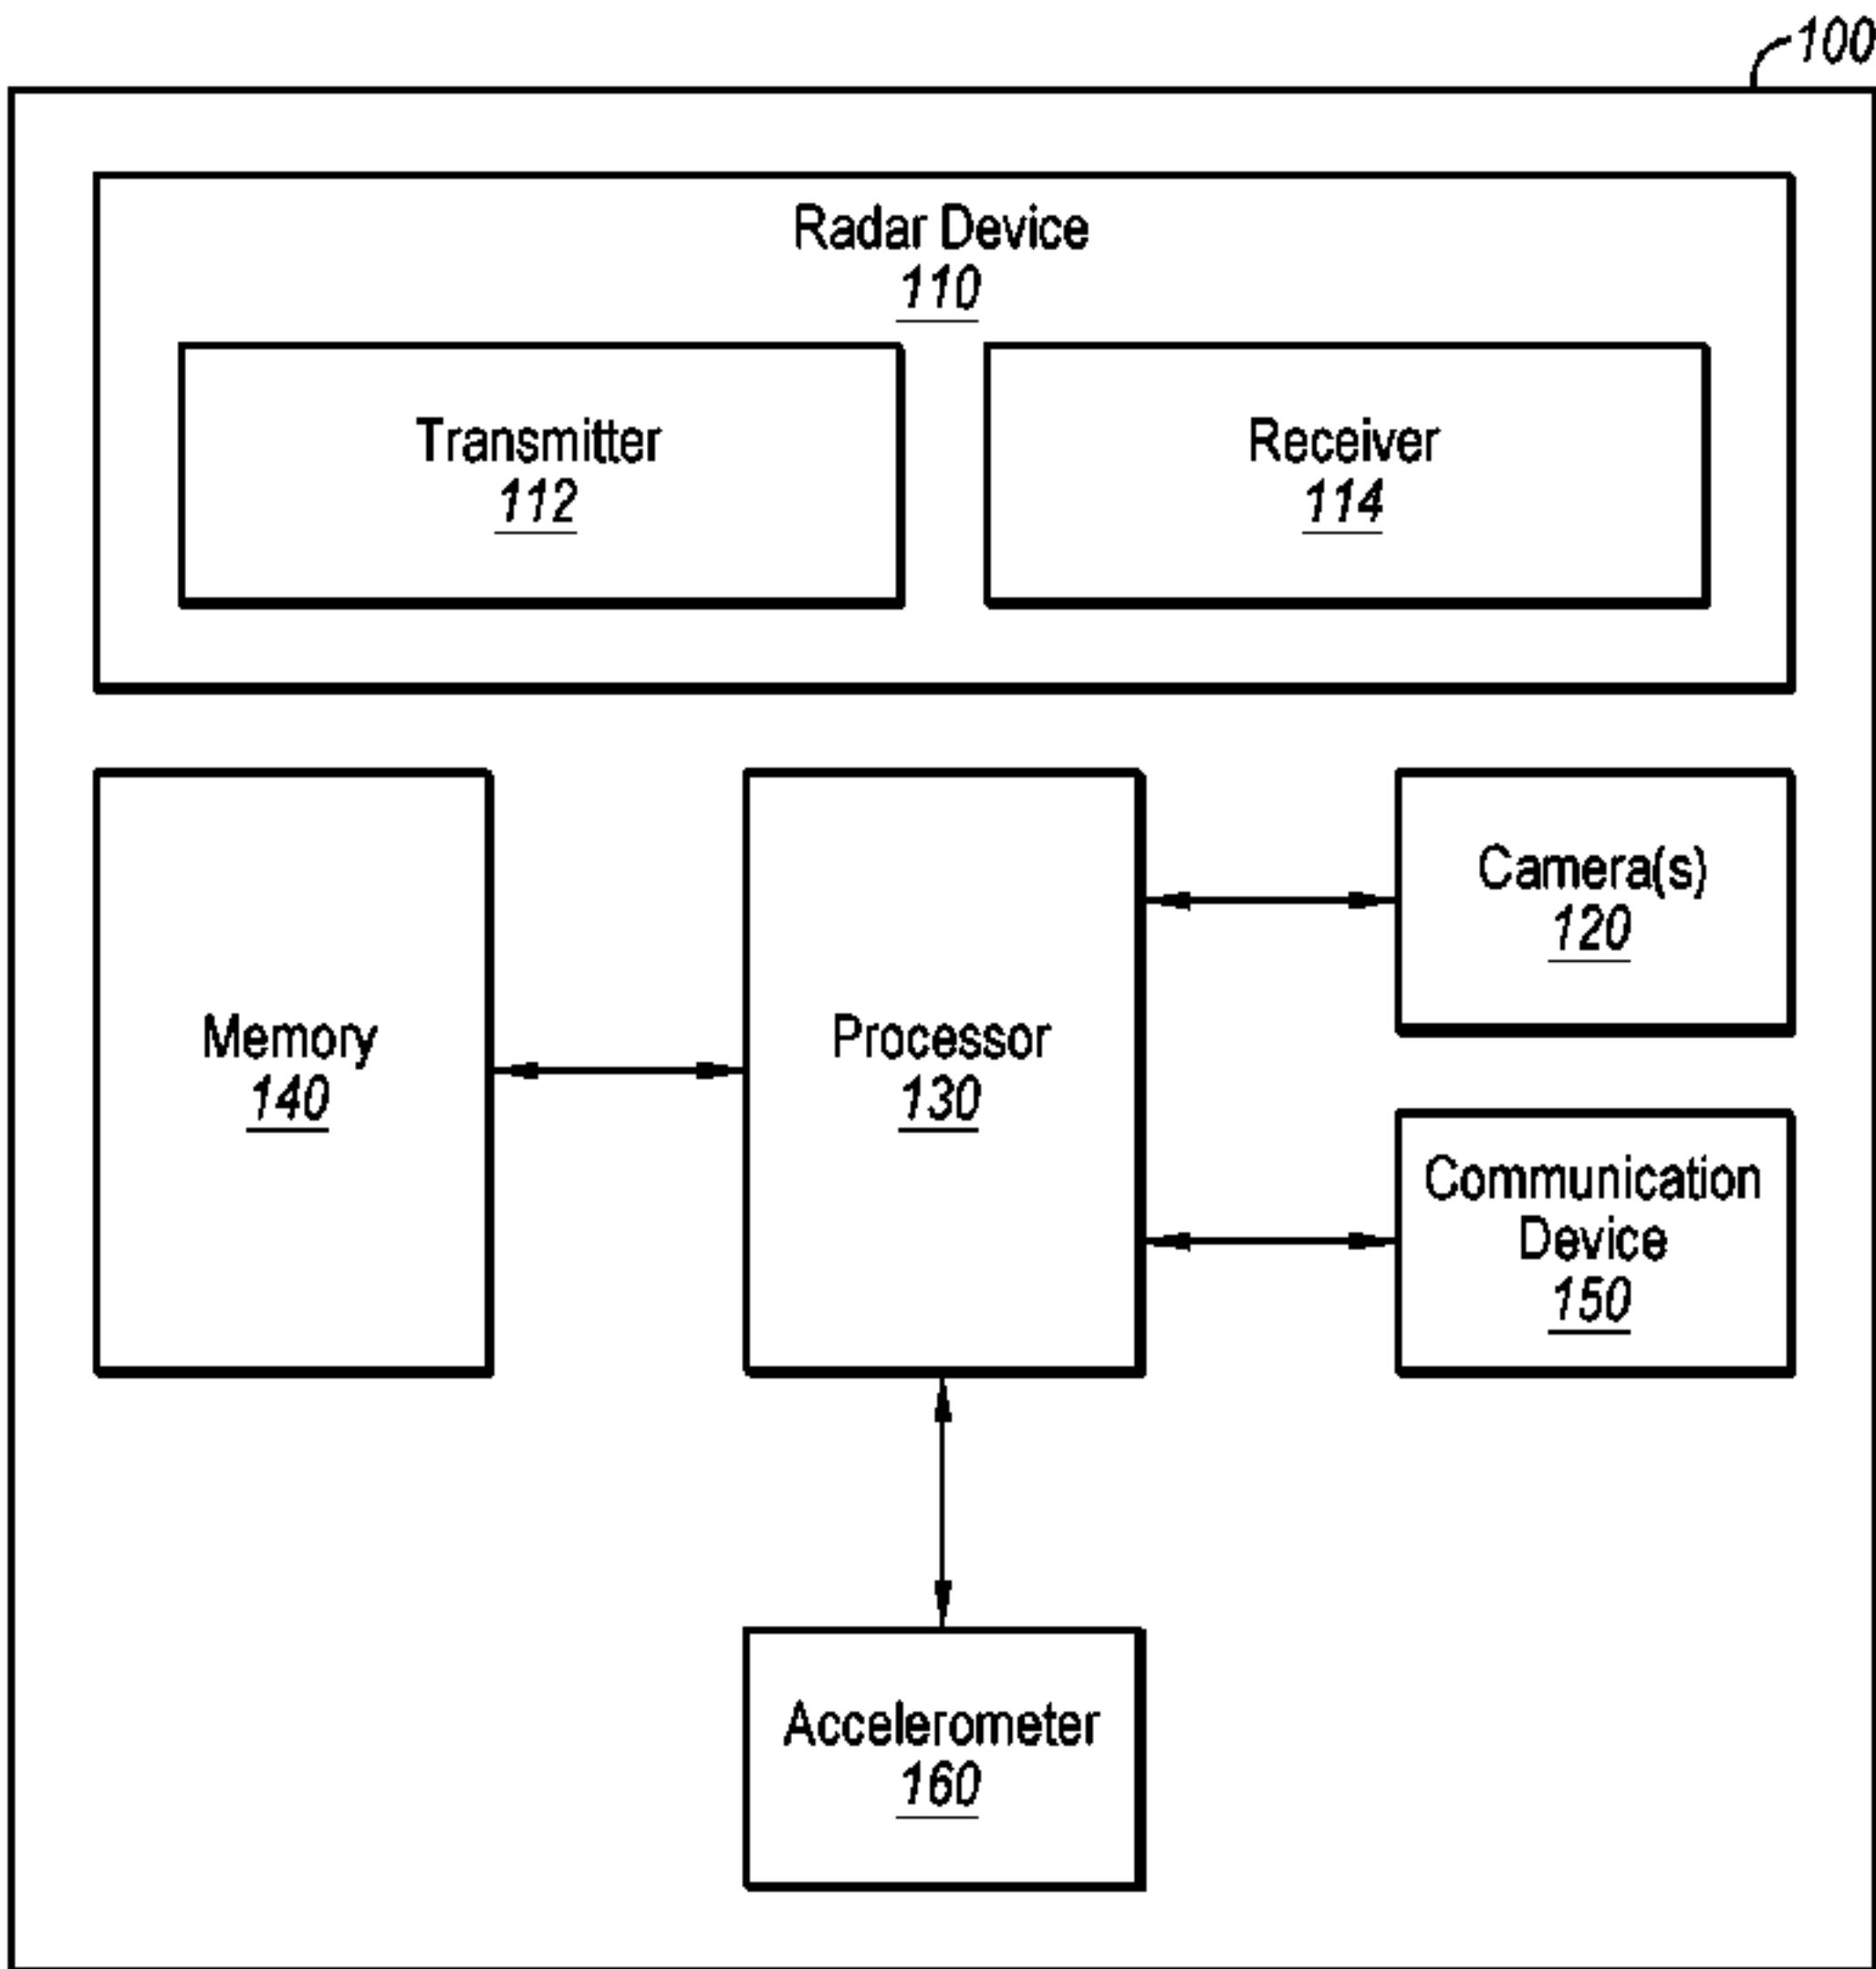 100
Radar Device
110
Transmitter
112
Receiver
114
Memory
140
Processor
130
Camera(s)
120
Communication
Device
150
Accelerometer
160